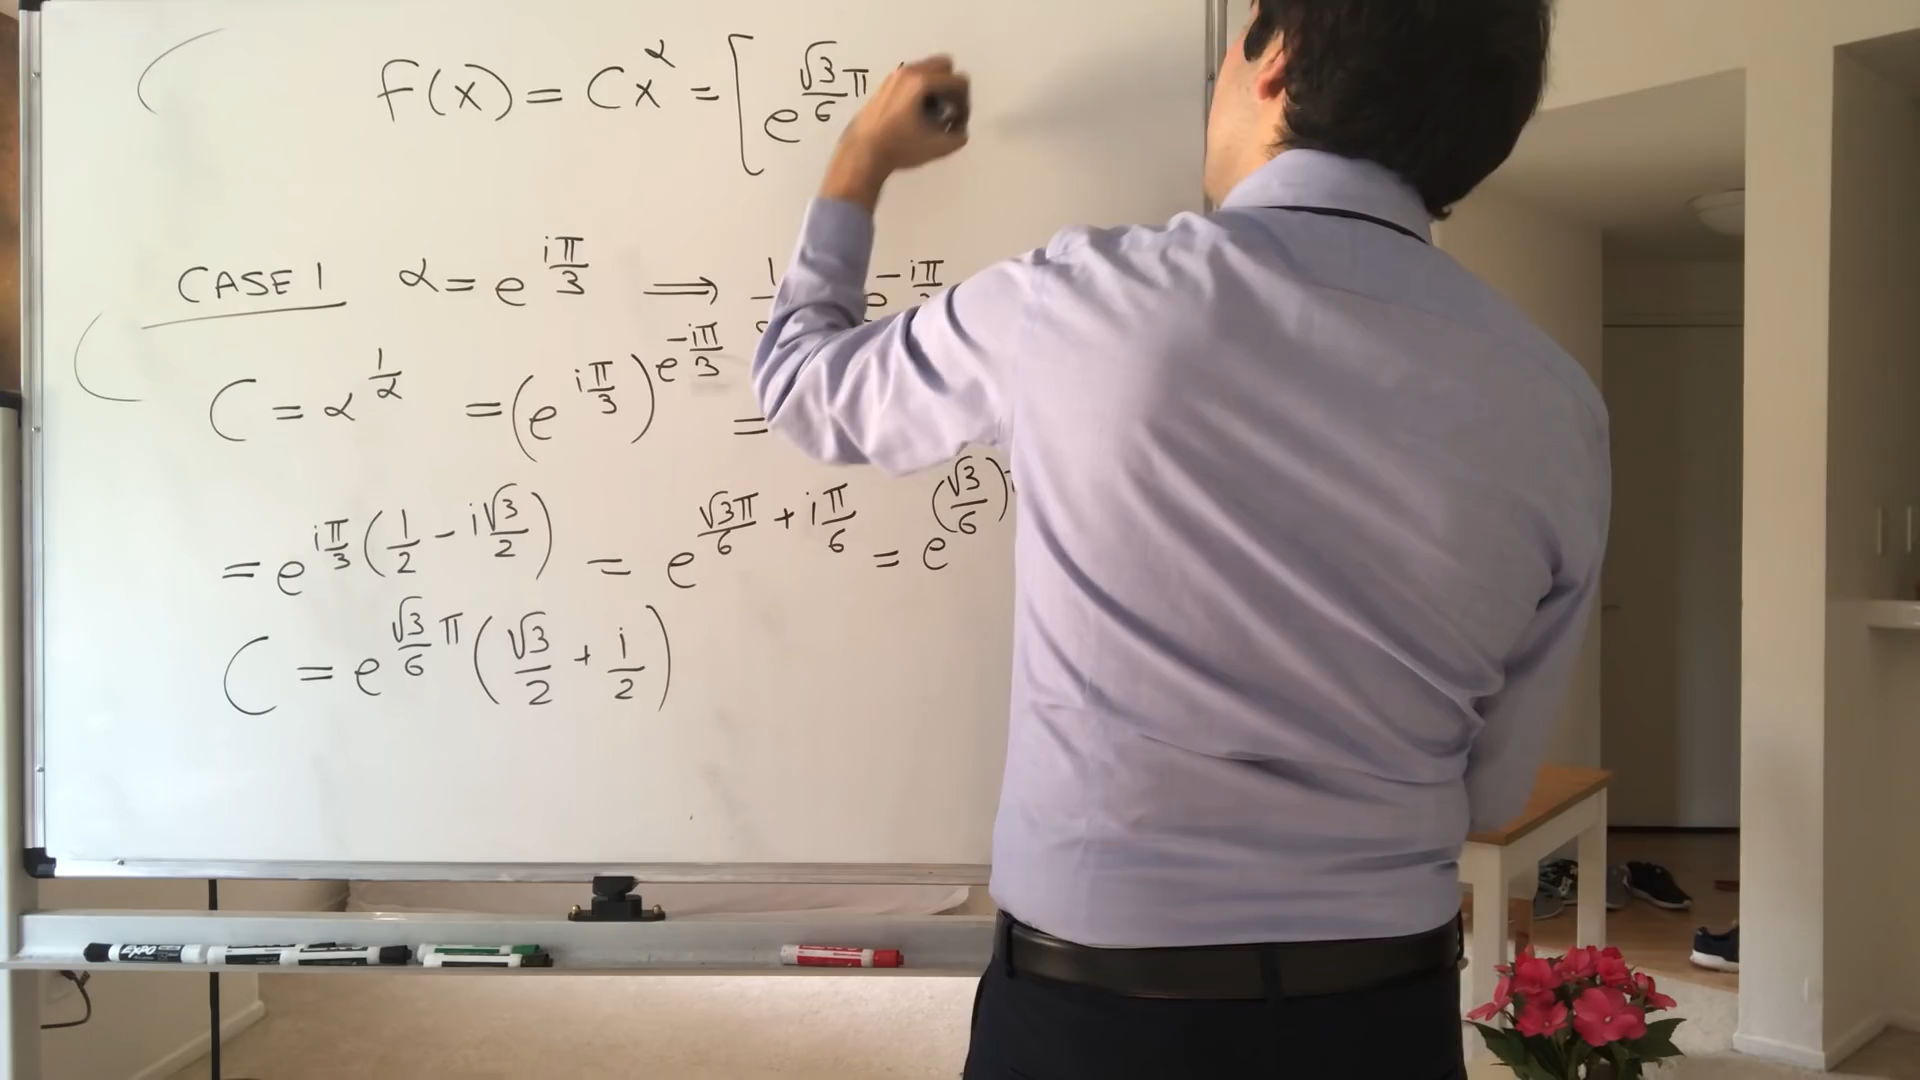 f(x) = Cx^α = [e^(√3/6 π)
CASE 1 α = e^(iπ/3) ⟹ 1 e^(-iπ
C = α^(1/α) = (e^(iπ/3))^(e^(-iπ/3)) =
= e^(iπ/3 (1/2 - i√3/2)) = e^(√3π/6 + iπ/6) = e^((√3/6)
C = e^(√3/6 π) (√3/2 + i/2)
EXPO